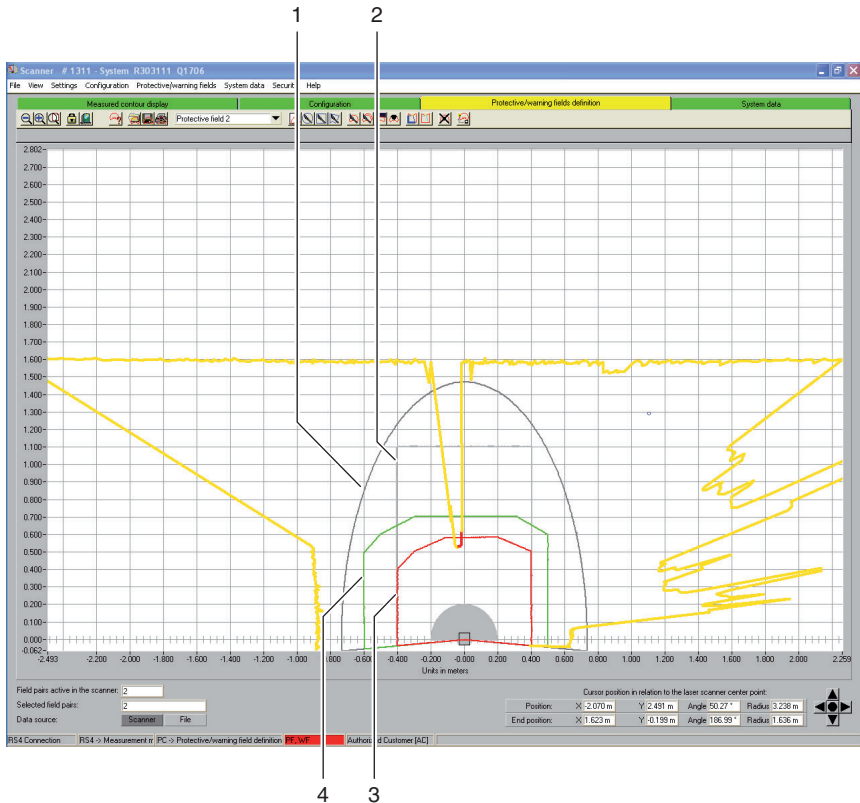 1 2
Scanner # 1311 - System R303111 Q1706
File View Settings Configuration Protective/warning fields System data Securit Help
Measured contour display Configuration Protective/warning fields definition System data
Protective field 2
2.802
2.700
2.600
2.500
2.400
2.300
2.200
2.100
2.000
1.900
1.800
1.700
1.600
1.500
1.400
1.300
1.200
1.100
1.000
0.900
0.800
0.700
0.600
0.500
0.400
0.300
0.200
0.100
0.000
-0.062
-2.493 -2.200 -2.000 -1.800 -1.600 -1.400 -1.200 -1.000 -0.800 -0.600 -0.400 -0.200 -0.000 0.200 0.400 0.600 0.800 1.000 1.200 1.400 1.600 1.800 2.000 2.259
Units in meters
Field pairs active in the scanner: 2
Selected field pairs: 2
Data source: Scanner File
Cursor position in relation to the laser scanner center point:
Position: X -2.070 m Y 2.491 m Angle 50.27 ° Radius 3.238 m
End position: X 1.623 m Y -0.199 m Angle 186.99 ° Radius 1.636 m
RS4 Connection RS4 -> Measurement m PC -> Protective/warning field definition PF, WF Authorized Customer [AC]
4 3